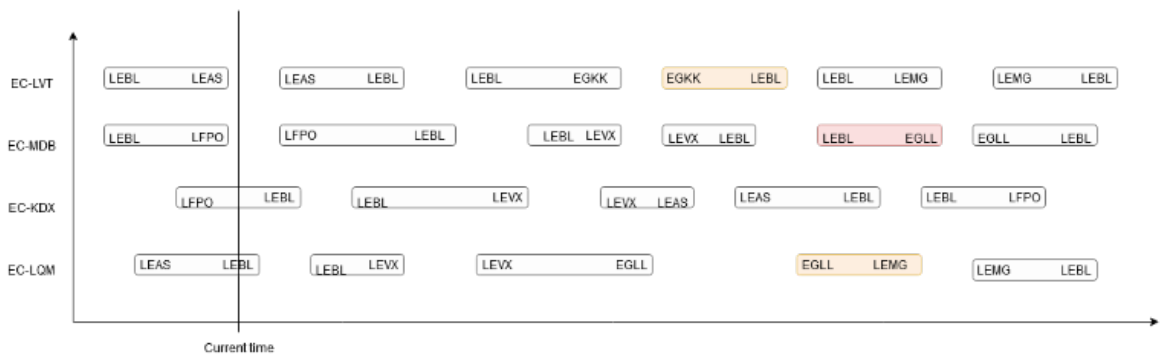 EC-LVT LEBL LEAS LEAS LEBL LEBL EGKK EGKK LEBL LEBL LEMG LEMG LEBL
EC-MDB LEBL LFPO LFPO LEBL LEBL LEVX LEVX LEBL LEBL EGLL EGLL LEBL
EC-KDX LFPO LEBL LEBL LEVX LEVX LEAS LEAS LEBL LEBL LFPO
EC-LQM LEAS LEBL LEBL LEVX LEVX EGLL EGLL LEMG LEMG LEBL
Current time